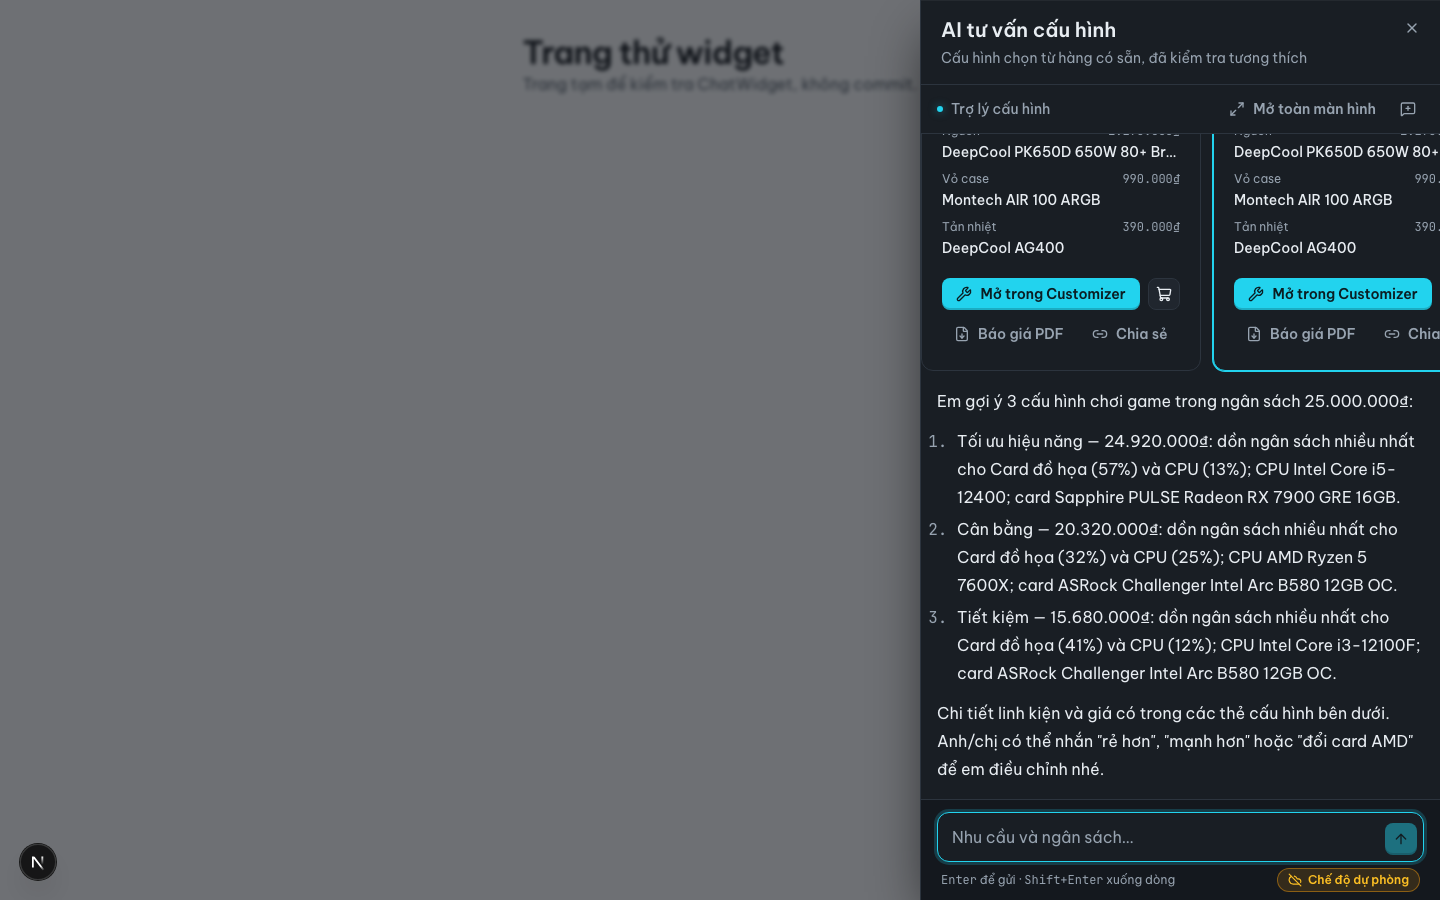 Trang thử widget
Trang tạm để kiểm tra ChatWidget, không commit.
AI tư vấn cấu hình
Cấu hình chọn từ hàng có sẵn, đã kiểm tra tương thích
Trợ lý cấu hình
Mở toàn màn hình
DeepCool PK650D 650W 80+ Br...
Vỏ case 990.000₫
Montech AIR 100 ARGB
Tản nhiệt 390.000₫
DeepCool AG400
Mở trong Customizer
Báo giá PDF
Chia sẻ
DeepCool PK650D 650W 80+
Vỏ case 990.
Montech AIR 100 ARGB
Tản nhiệt 390.
DeepCool AG400
Mở trong Customizer
Báo giá PDF
Chia
Em gợi ý 3 cấu hình chơi game trong ngân sách 25.000.000₫:
1. Tối ưu hiệu năng — 24.920.000₫: dồn ngân sách nhiều nhất
cho Card đồ họa (57%) và CPU (13%); CPU Intel Core i5-
12400; card Sapphire PULSE Radeon RX 7900 GRE 16GB.
2. Cân bằng — 20.320.000₫: dồn ngân sách nhiều nhất cho
Card đồ họa (32%) và CPU (25%); CPU AMD Ryzen 5
7600X; card ASRock Challenger Intel Arc B580 12GB OC.
3. Tiết kiệm — 15.680.000₫: dồn ngân sách nhiều nhất cho
Card đồ họa (41%) và CPU (12%); CPU Intel Core i3-12100F;
card ASRock Challenger Intel Arc B580 12GB OC.
Chi tiết linh kiện và giá có trong các thẻ cấu hình bên dưới.
Anh/chị có thể nhắn "rẻ hơn", "mạnh hơn" hoặc "đổi card AMD"
để em điều chỉnh nhé.
Nhu cầu và ngân sách...
Enter để gửi · Shift+Enter xuống dòng
Chế độ dự phòng
N